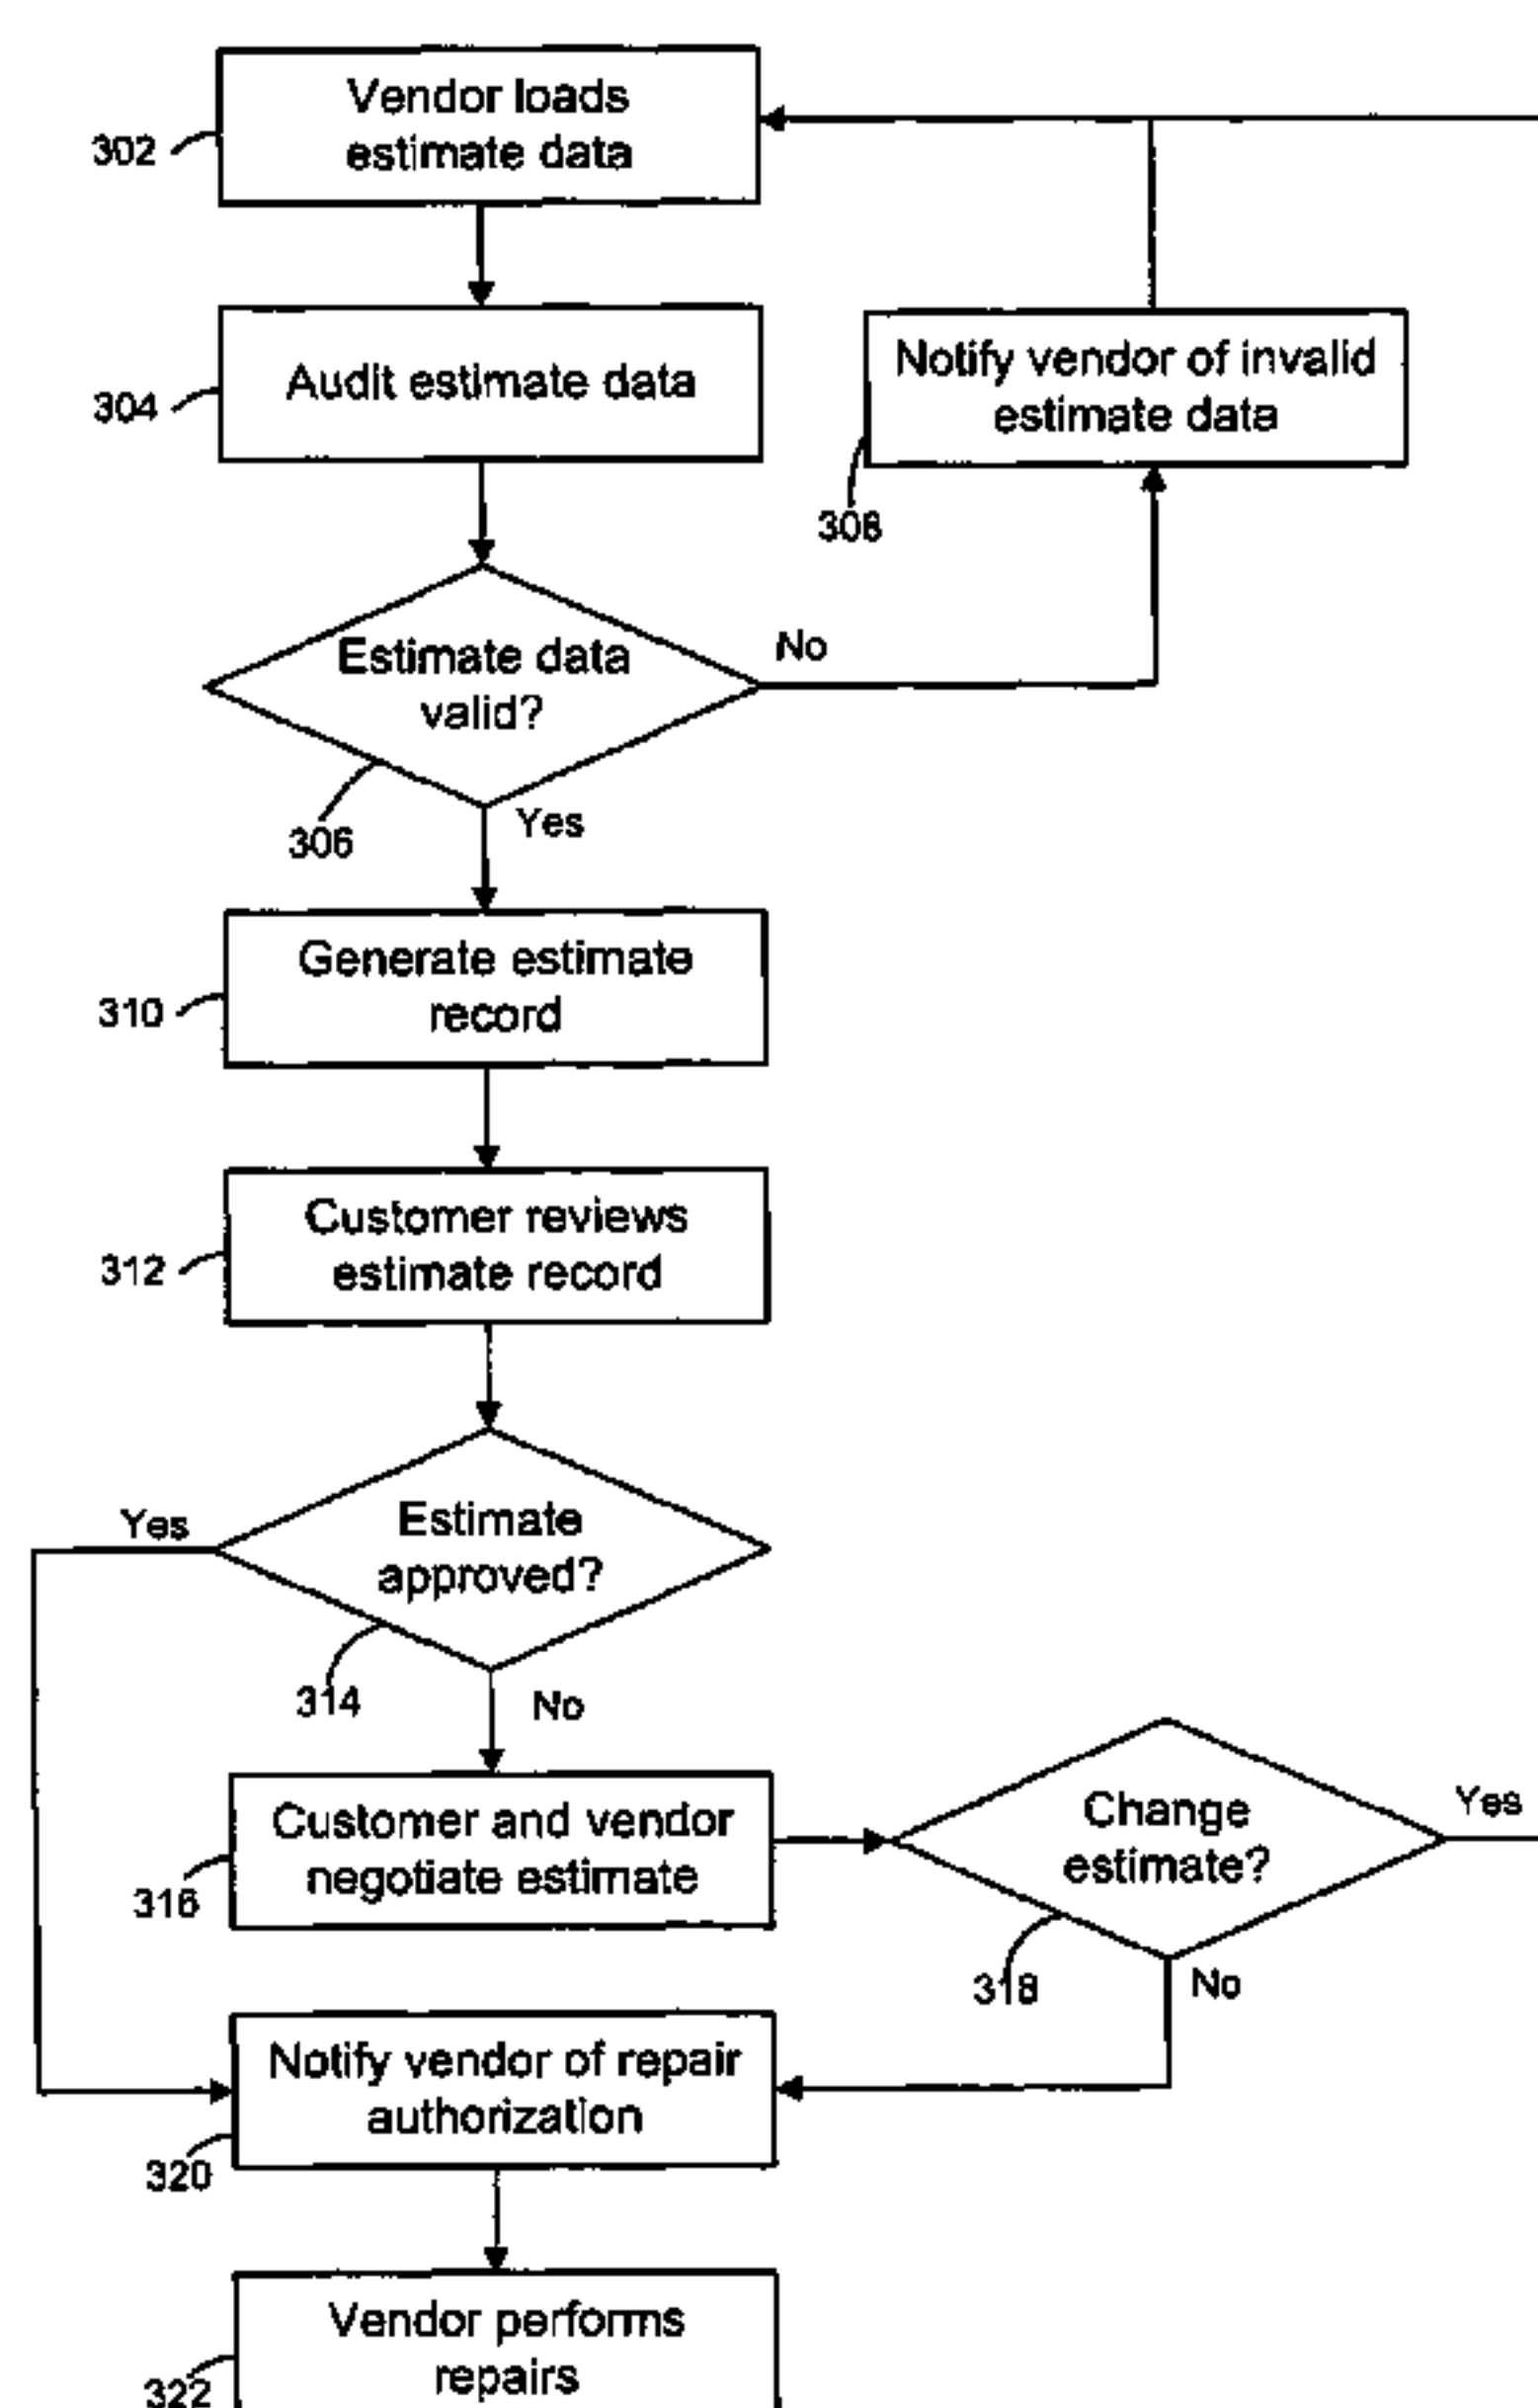 Vendor loads
estimate data
302
Audit estimate data
304
Notify vendor of invalid
estimate data
308
Estimate data
valid?
No
306
Yes
Generate estimate
record
310
Customer reviews
estimate record
312
Yes
Estimate
approved?
314
No
Customer and vendor
negotiate estimate
316
Change
estimate?
Yes
318
No
Notify vendor of repair
authorization
320
Vendor performs
repairs
322